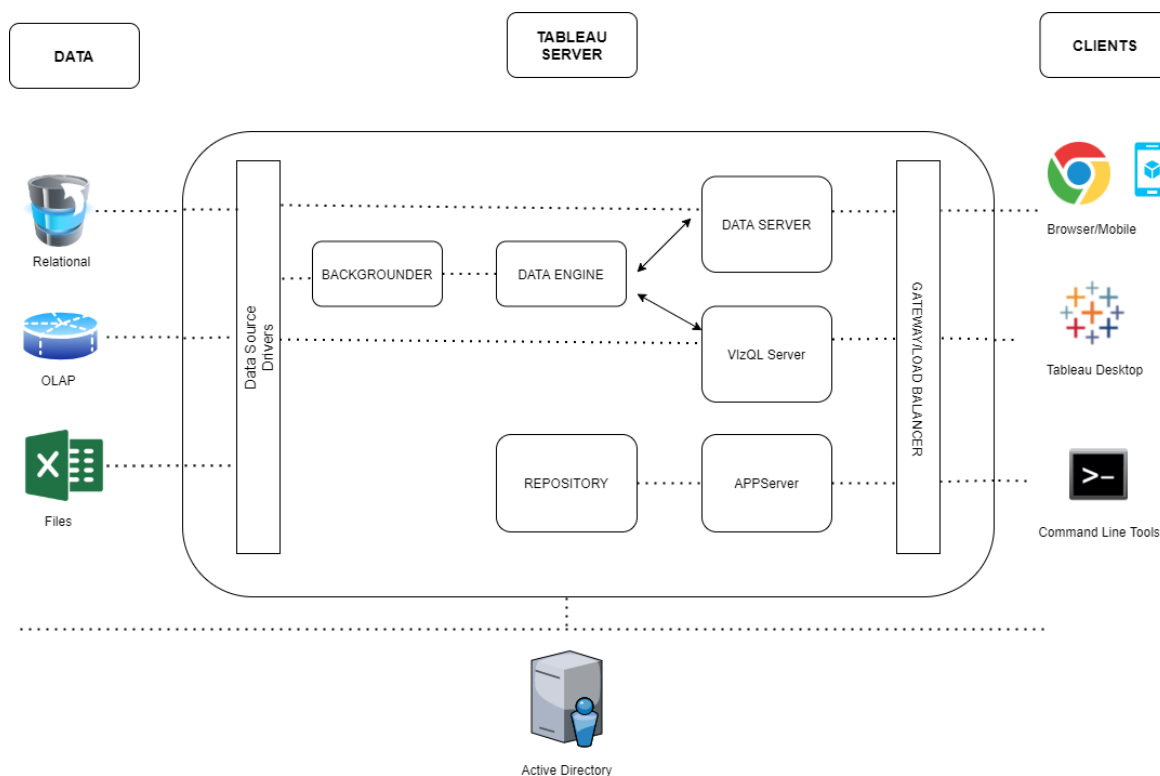 DATA
TABLEAU
SERVER
CLIENTS
Relational
OLAP
Files
Data Source
Drivers
BACKGROUNDER
DATA ENGINE
DATA SERVER
VIzQL Server
REPOSITORY
APPServer
GATEWAY/LOAD BALANCER
Browser/Mobile
Tableau Desktop
Command Line Tools
Active Directory